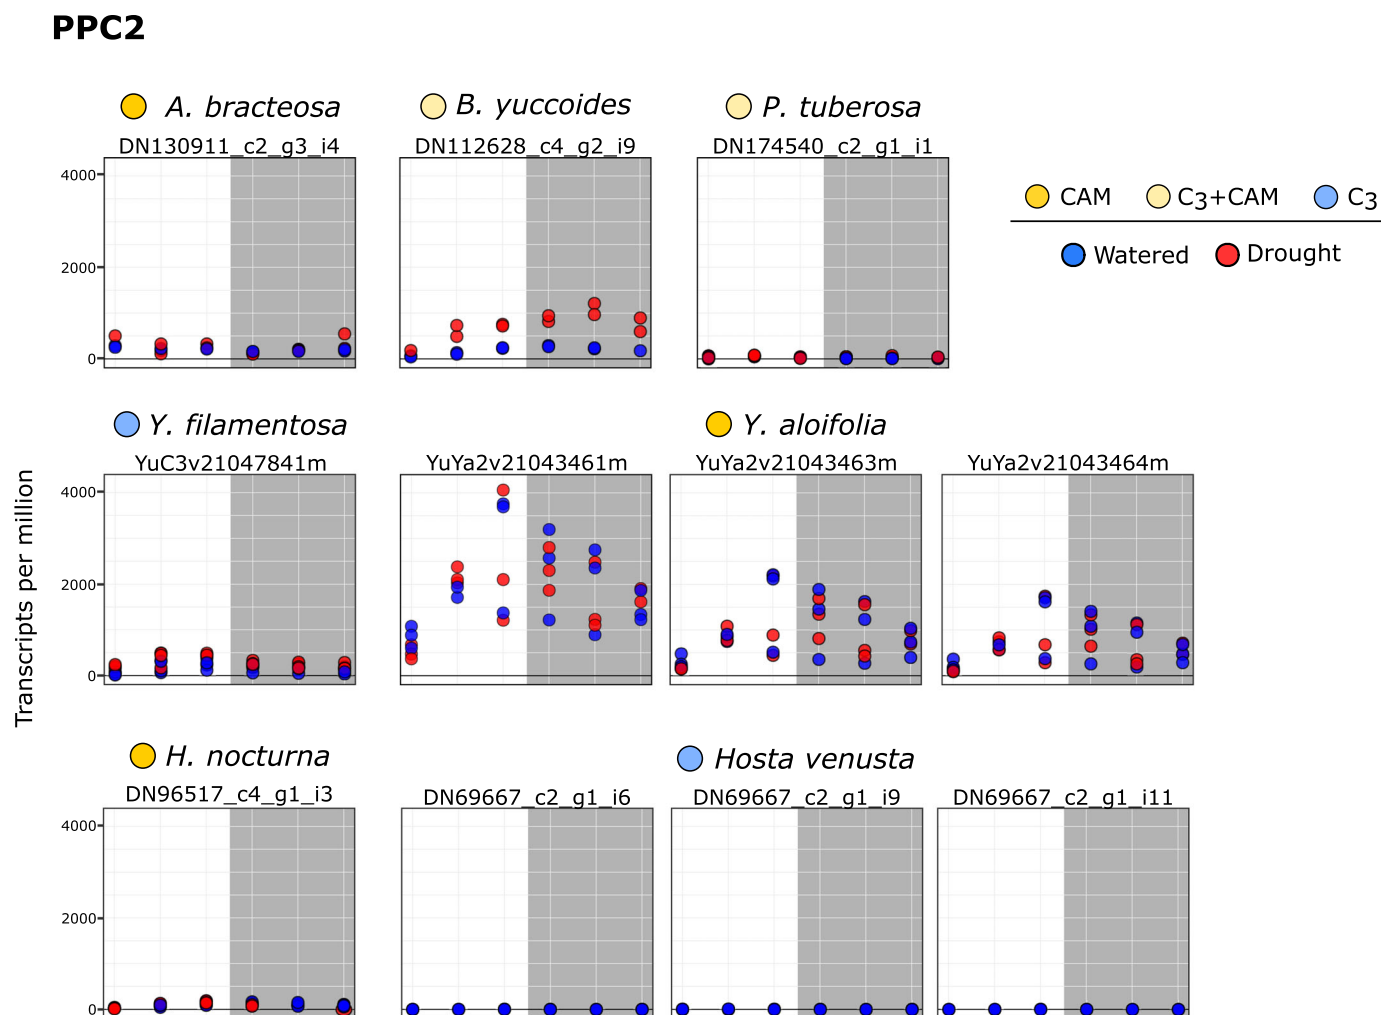 PPC2
A. bracteosa
B. yuccoides
P. tuberosa
DN130911_c2_g3_i4
DN112628_c4_g2_i9
DN174540_c2_g1_i1
4000
2000
0
CAM
C3+CAM
C3
Watered
Drought
Y. filamentosa
Y. aloifolia
YuC3v21047841m
YuYa2v21043461m
YuYa2v21043463m
YuYa2v21043464m
4000
2000
0
Transcripts per million
H. nocturna
Hosta venusta
DN96517_c4_g1_i3
DN69667_c2_g1_i6
DN69667_c2_g1_i9
DN69667_c2_g1_i11
4000
2000
0